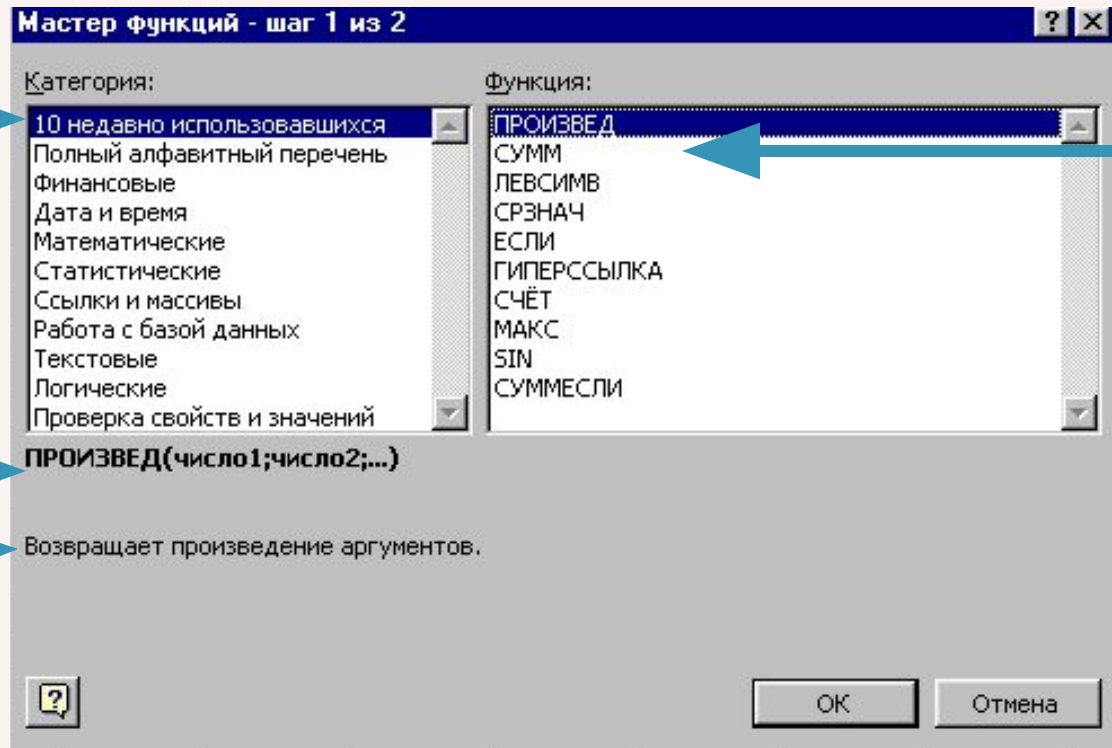 Мастер функций - шаг 1 из 2
Категория:
10 недавно использовавшихся
Полный алфавитный перечень
Финансовые
Дата и время
Математические
Статистические
Ссылки и массивы
Работа с базой данных
Текстовые
Логические
Проверка свойств и значений
Функция:
ПРОИЗВЕД
СУММ
ЛЕВСИМВ
СРЗНАЧ
ЕСЛИ
ГИПЕРССЫЛКА
СЧЁТ
МАКС
SIN
СУММЕСЛИ
ПРОИЗВЕД(число1;число2;...)
Возвращает произведение аргументов.
ОК
Отмена